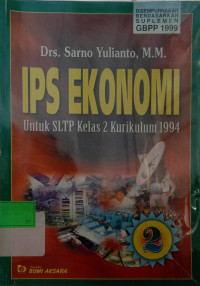 DISEMPURNAKAN
BERDASARKAN
SUPLEMEN
GBPP 1999
Drs. Sarno Yulianto, M.M.
IPS EKONOMI
Untuk SLTP Kelas 2 Kurikulum 1994
2
BUMI AKSARA